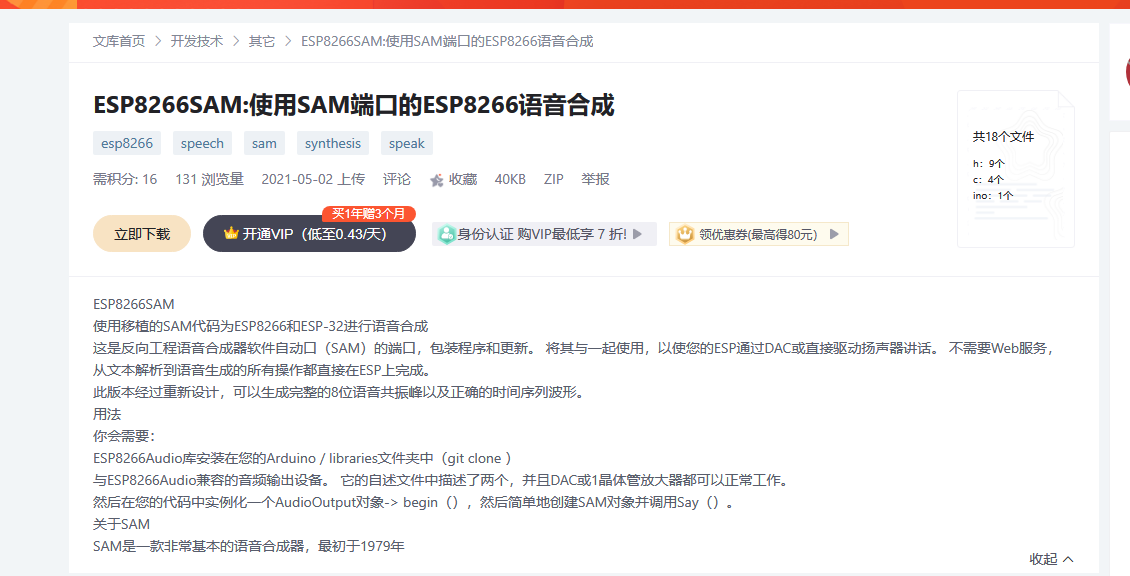 文库首页 > 开发技术 > 其它 > ESP8266SAM:使用SAM端口的ESP8266语音合成
ESP8266SAM:使用SAM端口的ESP8266语音合成
esp8266 speech sam synthesis speak
需积分: 16 131 浏览量 2021-05-02 上传 评论 收藏 40KB ZIP 举报
买1年赠3个月
立即下载 开通VIP（低至0.43/天） 身份认证 购VIP最低享 7 折! 领优惠券(最高得80元)
共18个文件
h: 9个
c: 4个
ino: 1个
ESP8266SAM
使用移植的SAM代码为ESP8266和ESP-32进行语音合成
这是反向工程语音合成器软件自动口（SAM）的端口，包装程序和更新。 将其与一起使用，以使您的ESP通过DAC或直接驱动扬声器讲话。 不需要Web服务，
从文本解析到语音生成的所有操作都直接在ESP上完成。
此版本经过重新设计，可以生成完整的8位语音共振峰以及正确的时间序列波形。
用法
你会需要：
ESP8266Audio库安装在您的Arduino / libraries文件夹中（git clone ）
与ESP8266Audio兼容的音频输出设备。 它的自述文件中描述了两个，并且DAC或1晶体管放大器都可以正常工作。
然后在您的代码中实例化一个AudioOutput对象-> begin（），然后简单地创建SAM对象并调用Say（）。
关于SAM
SAM是一款非常基本的语音合成器，最初于1979年
收起